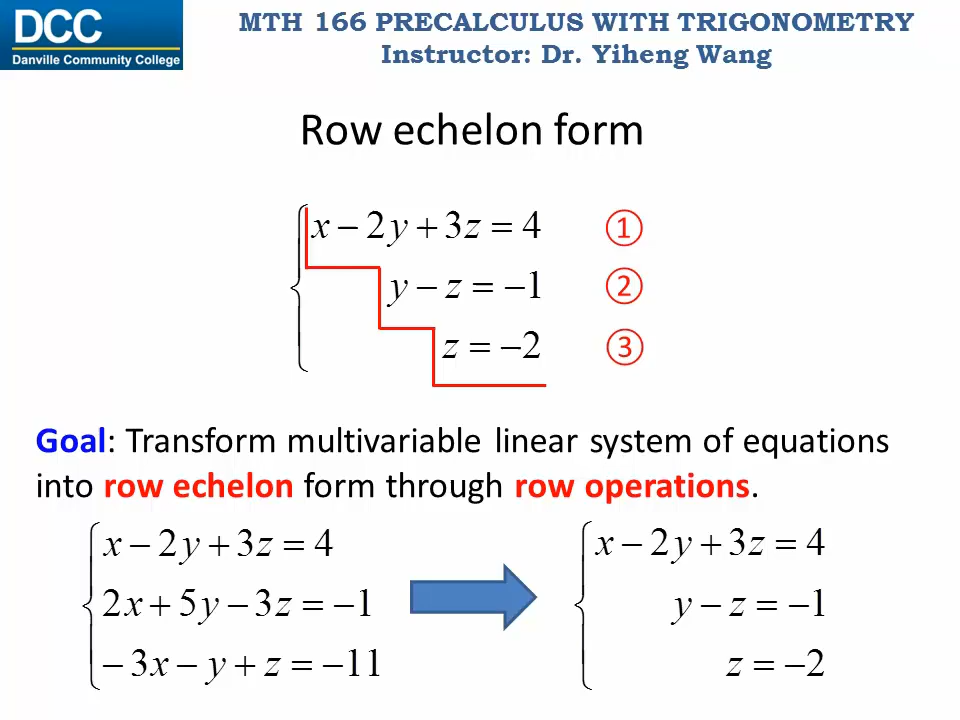 DCC
Danville Community College
MTH 166 PRECALCULUS WITH TRIGONOMETRY
Instructor: Dr. Yiheng Wang
Row echelon form
x − 2y + 3z = 4 ①
y − z = −1 ②
z = −2 ③
Goal: Transform multivariable linear system of equations
into row echelon form through row operations.
x − 2y + 3z = 4
2x + 5y − 3z = −1
− 3x − y + z = −11
x − 2y + 3z = 4
y − z = −1
z = −2